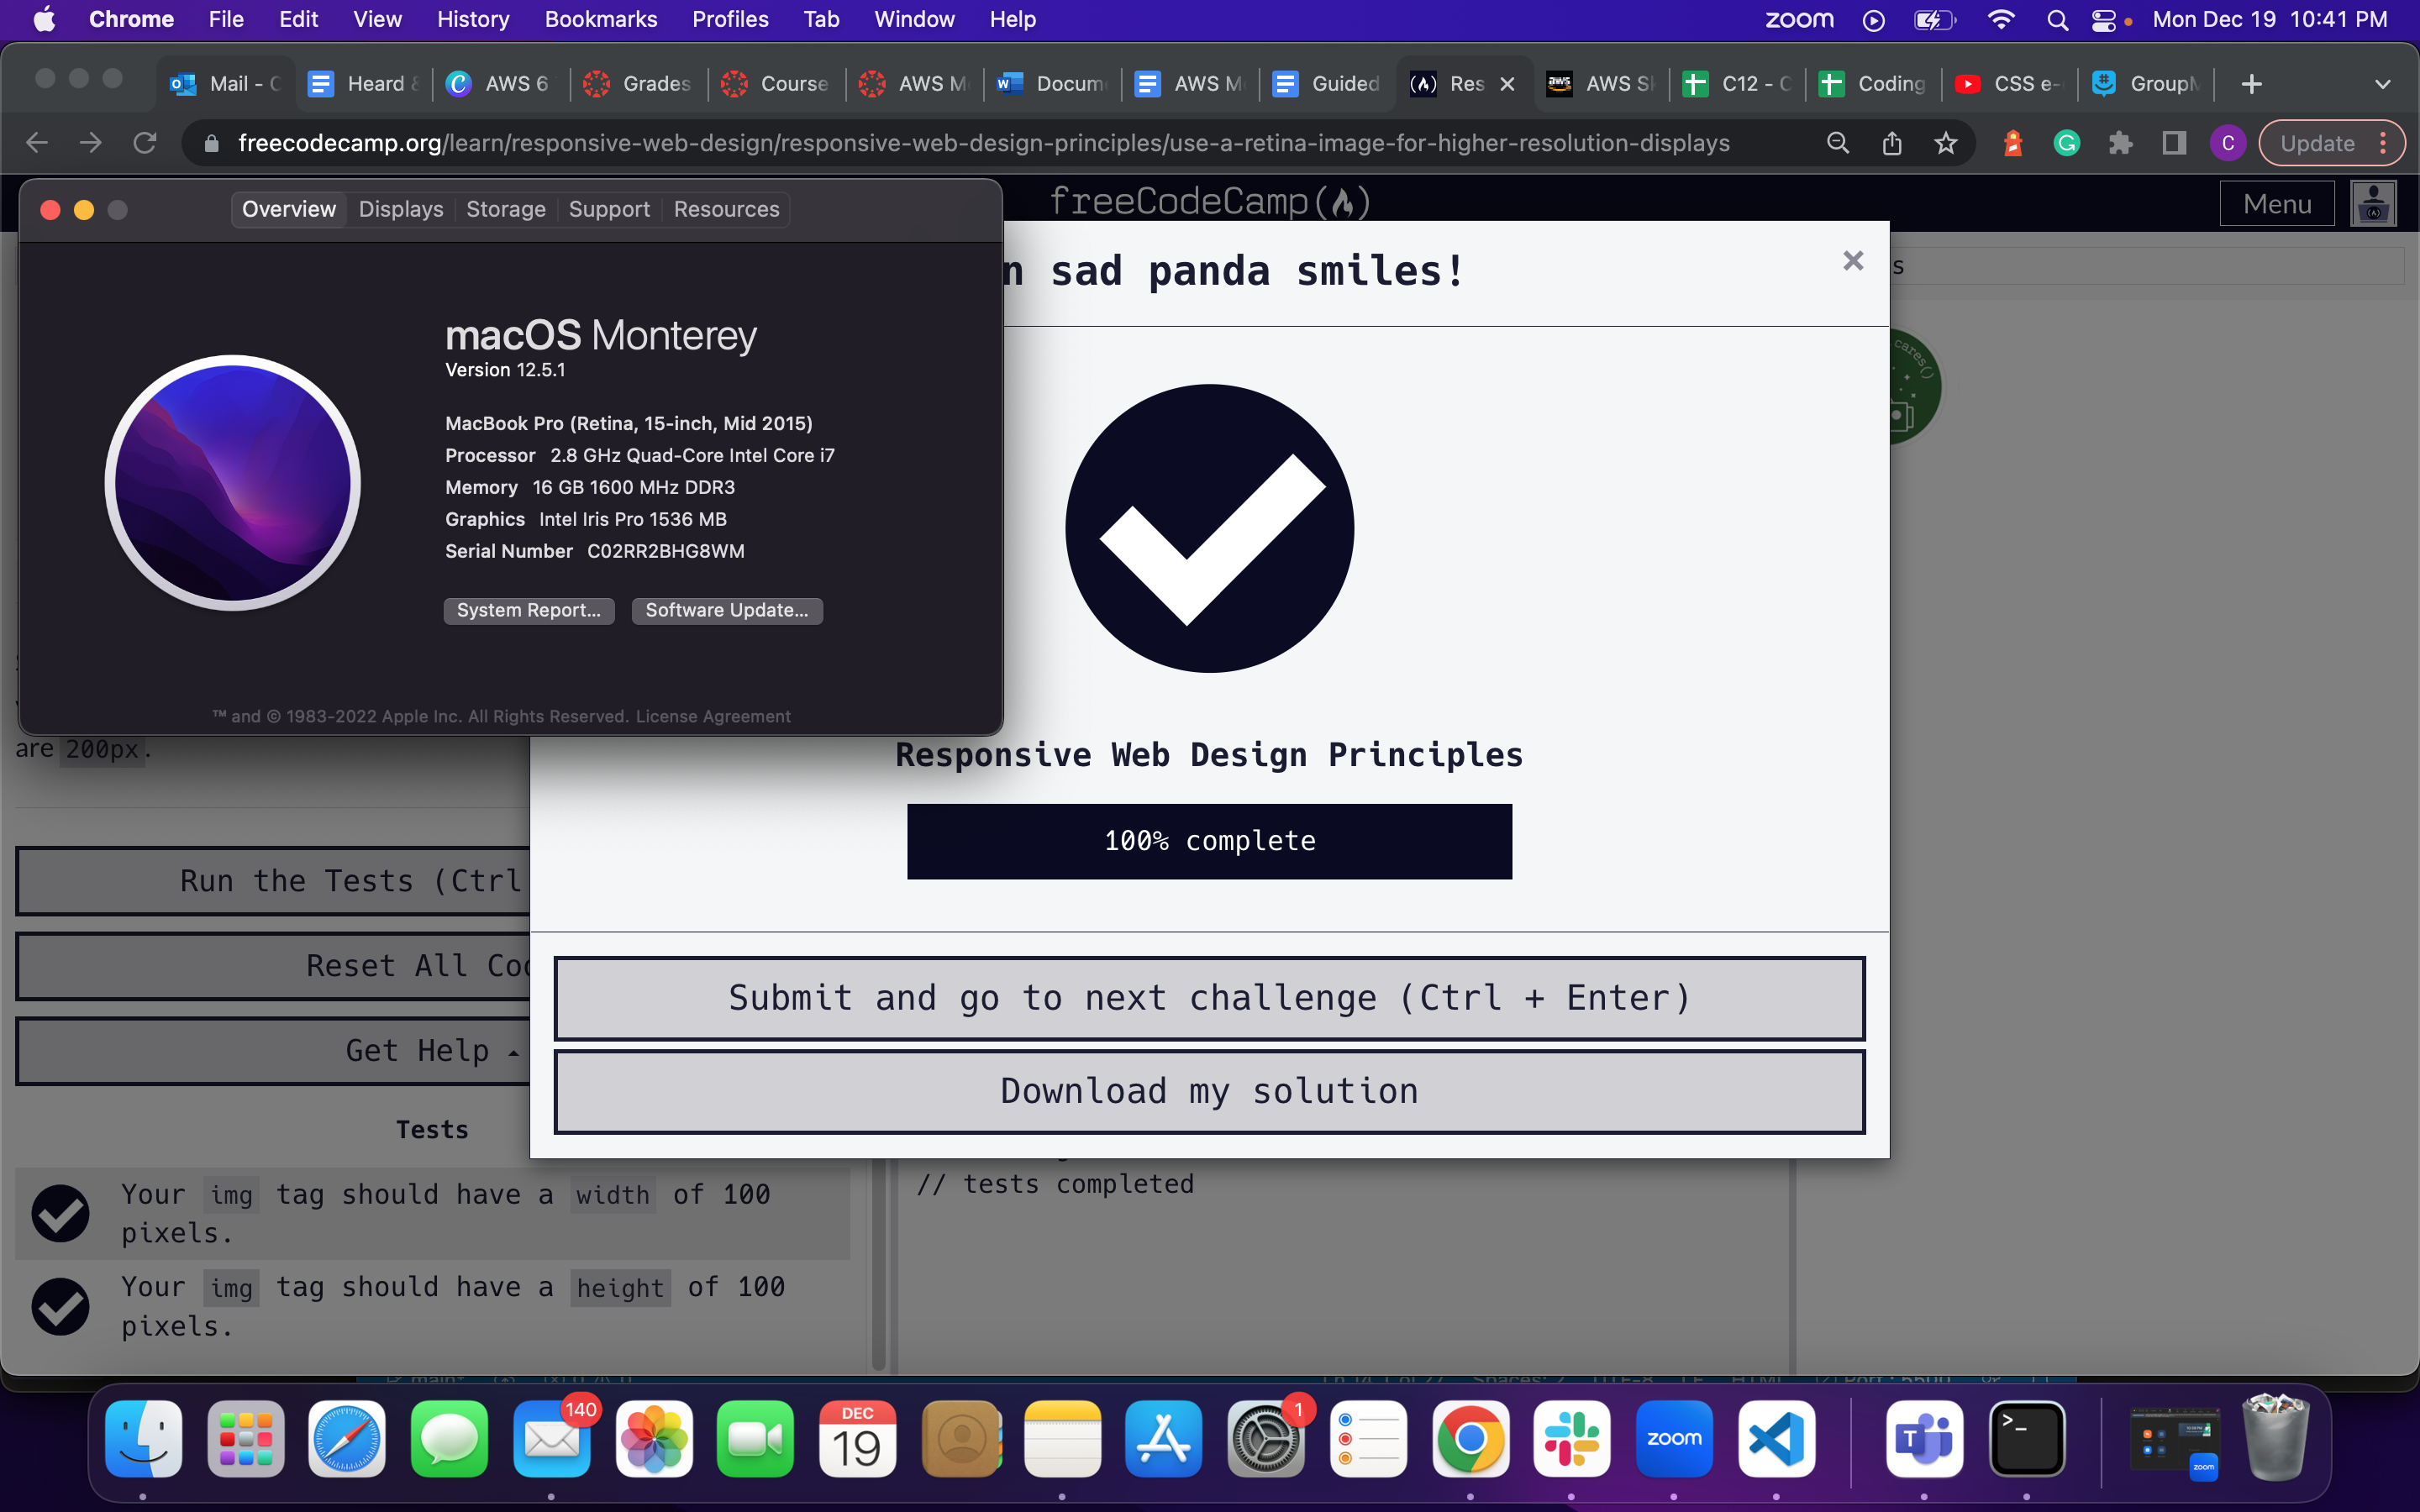 Chrome File Edit View History Bookmarks Profiles Tab Window Help zoom Mon Dec 19 10:41 PM
Mail - C Heard & AWS 6 Grades Course AWS M Docum AWS M Guided Res AWS Sk C12 - C Coding CSS e- GroupM
freecodecamp.org/learn/responsive-web-design/responsive-web-design-principles/use-a-retina-image-for-higher-resolution-displays C Update
freeCodeCamp Menu
Overview Displays Storage Support Resources
n sad panda smiles!
s
macOS Monterey
Version 12.5.1
cares()
MacBook Pro (Retina, 15-inch, Mid 2015)
Processor 2.8 GHz Quad-Core Intel Core i7
Memory 16 GB 1600 MHz DDR3
Graphics Intel Iris Pro 1536 MB
Serial Number C02RR2BHG8WM
System Report... Software Update...
™ and © 1983-2022 Apple Inc. All Rights Reserved. License Agreement
are 200px.
Responsive Web Design Principles
100% complete
Run the Tests (Ctrl
Reset All Cod
Get Help
Submit and go to next challenge (Ctrl + Enter)
Download my solution
Tests
// tests completed
Your img tag should have a width of 100
pixels.
Your img tag should have a height of 100
pixels.
140
DEC
19
1
zoom
T
>_
zoom